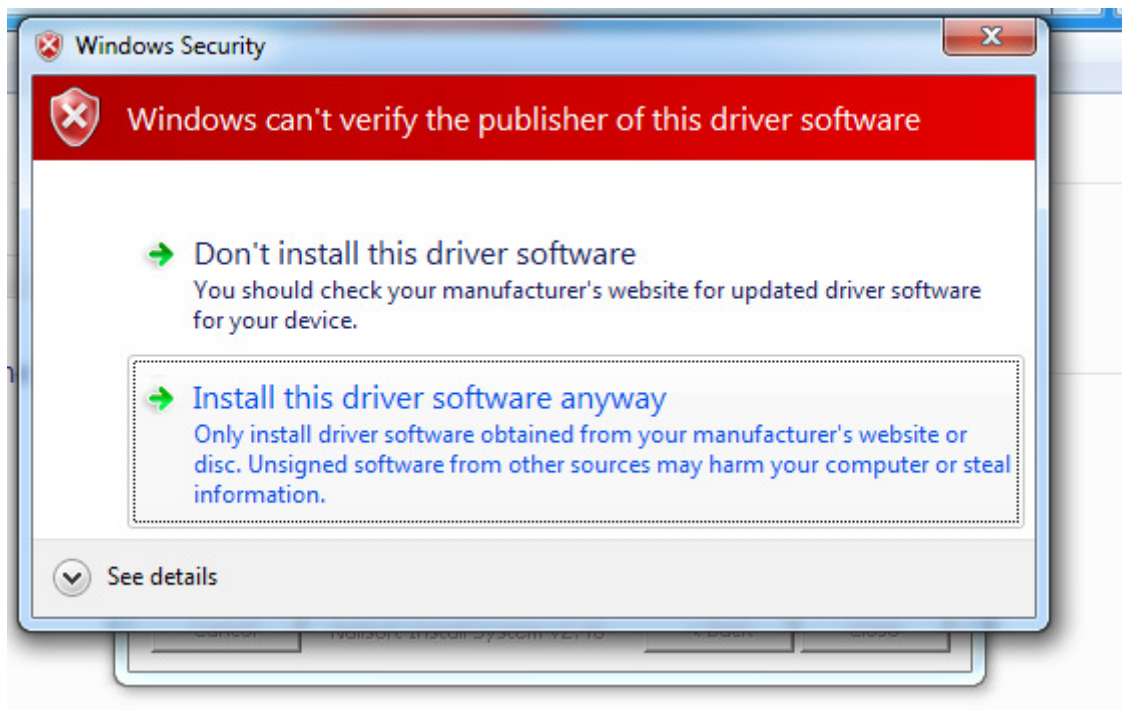 Windows Security
Windows can't verify the publisher of this driver software
Don't install this driver software
You should check your manufacturer's website for updated driver software
for your device.
Install this driver software anyway
Only install driver software obtained from your manufacturer's website or
disc. Unsigned software from other sources may harm your computer or steal
information.
See details